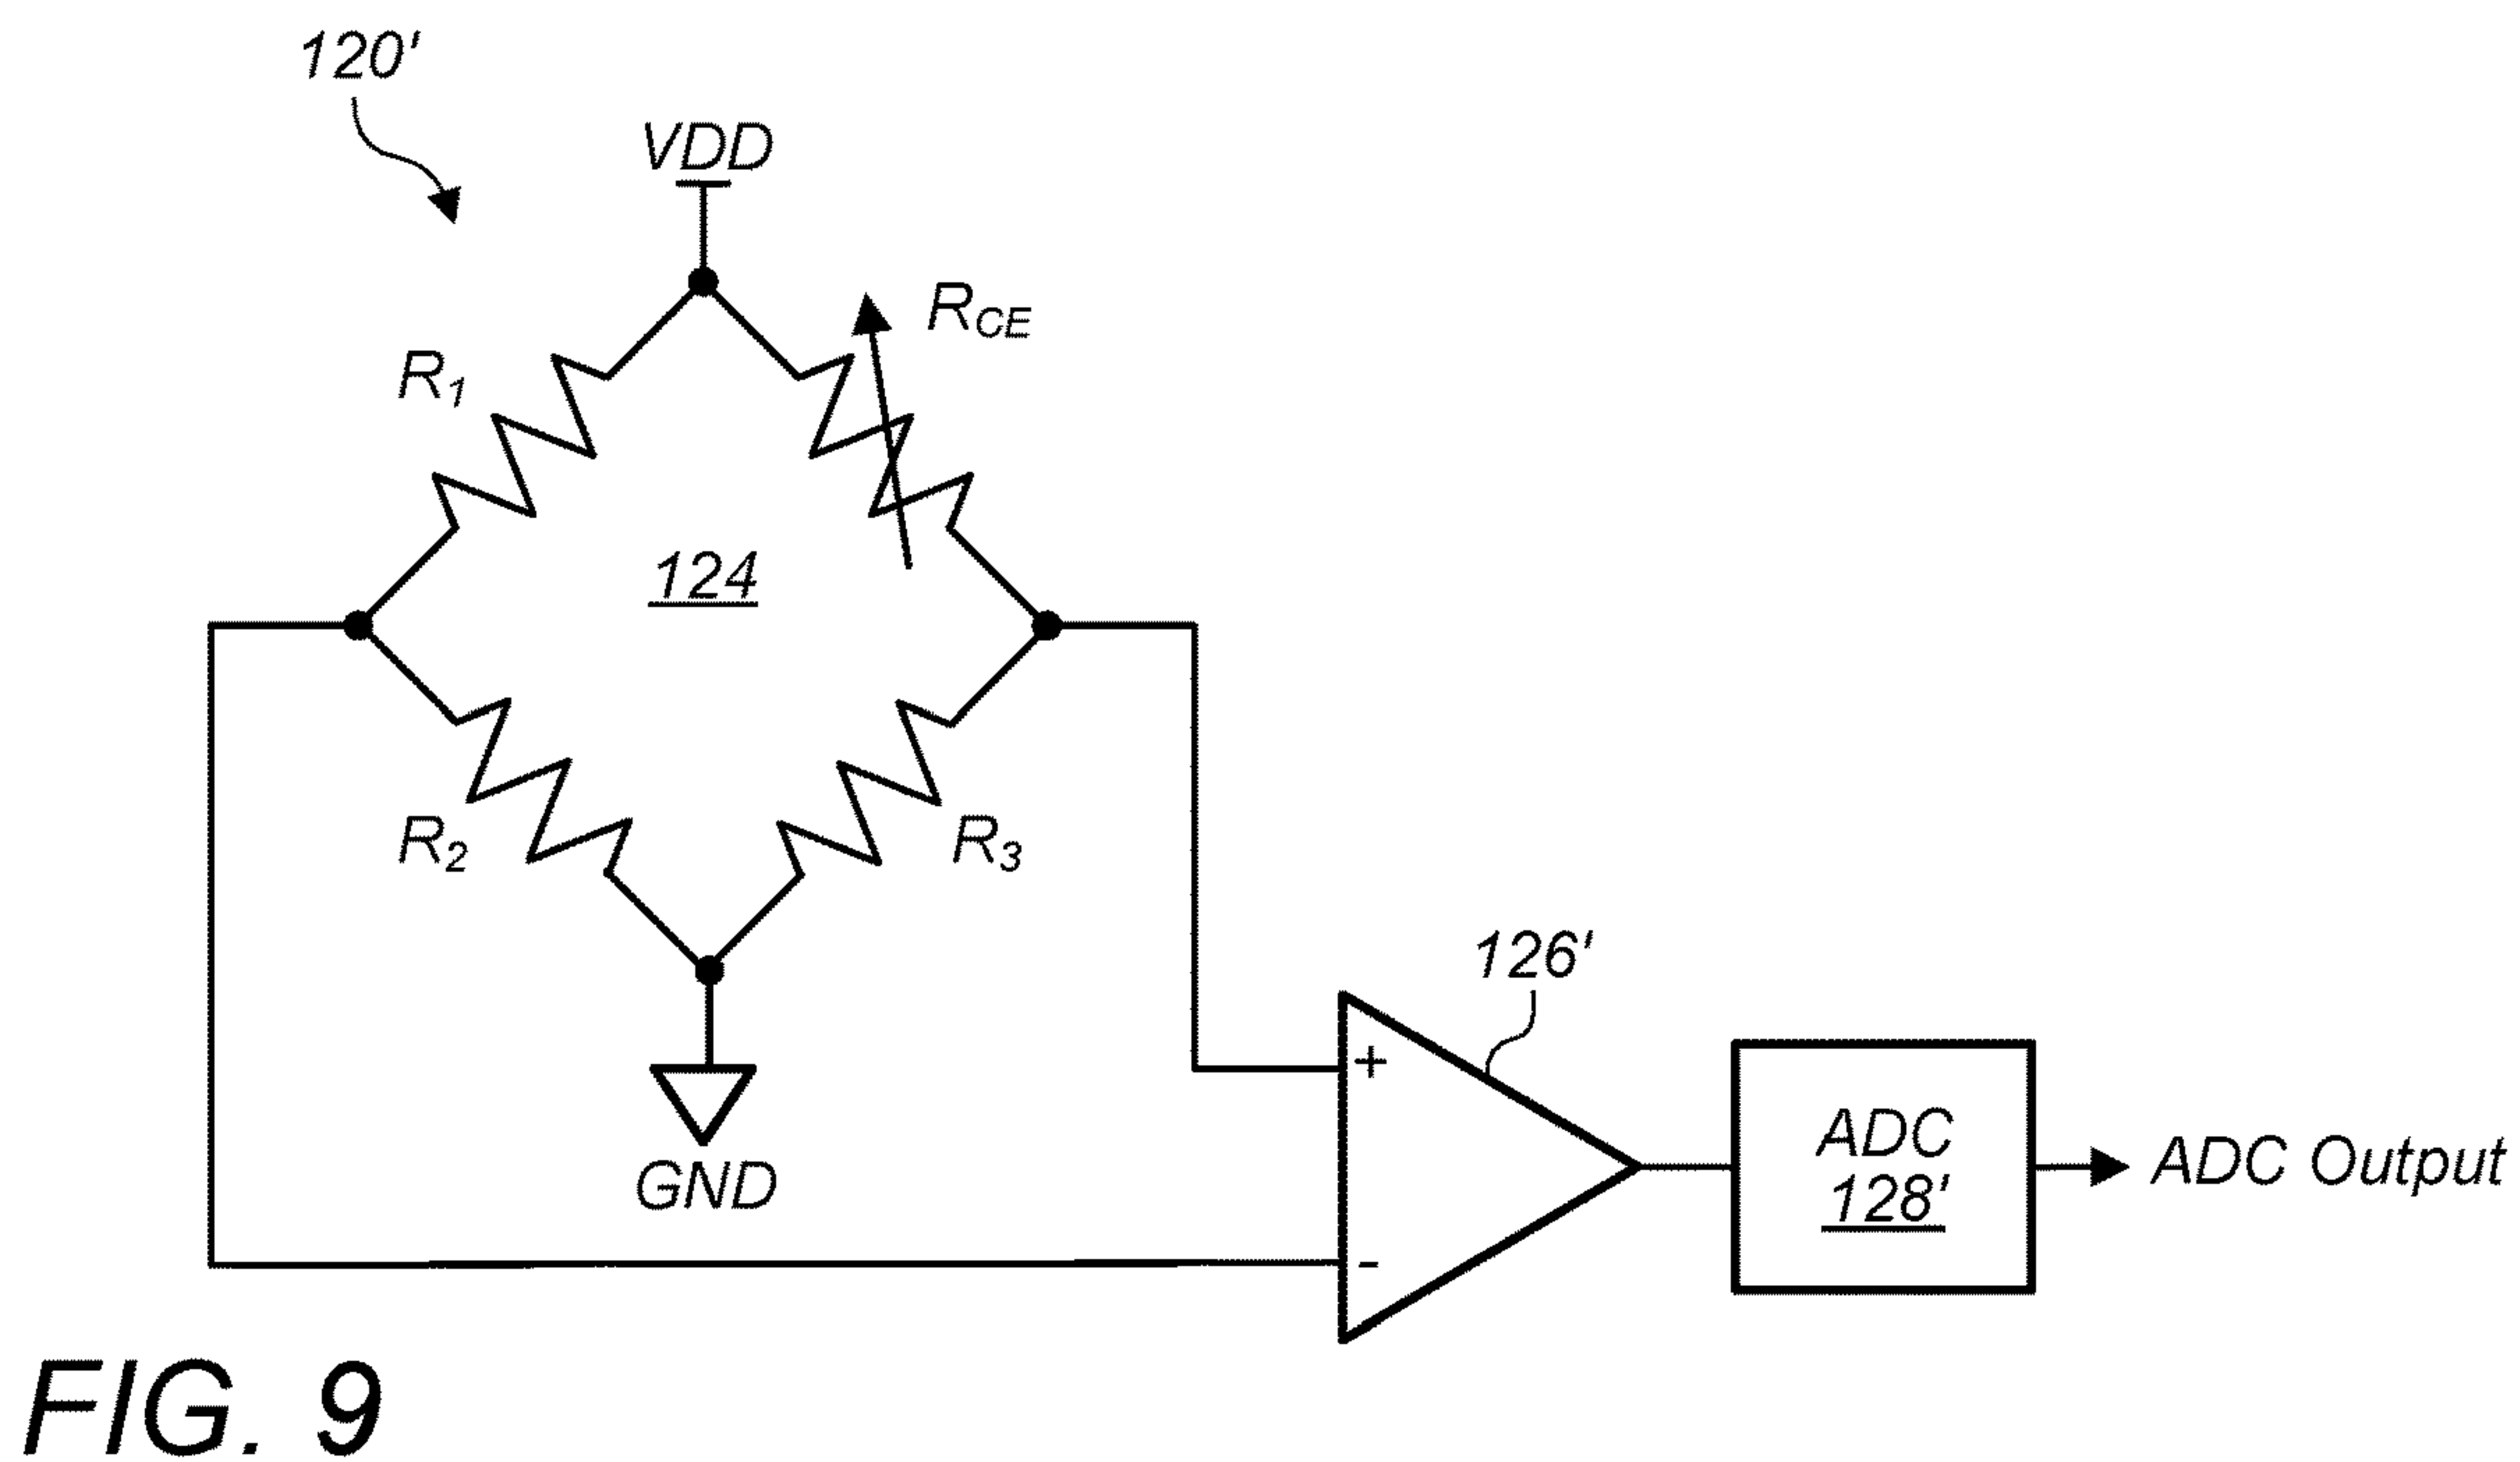 120'
VDD
R1
RCE
124
R2
R3
GND
126'
+
-
ADC
128'
ADC Output
FIG. 9